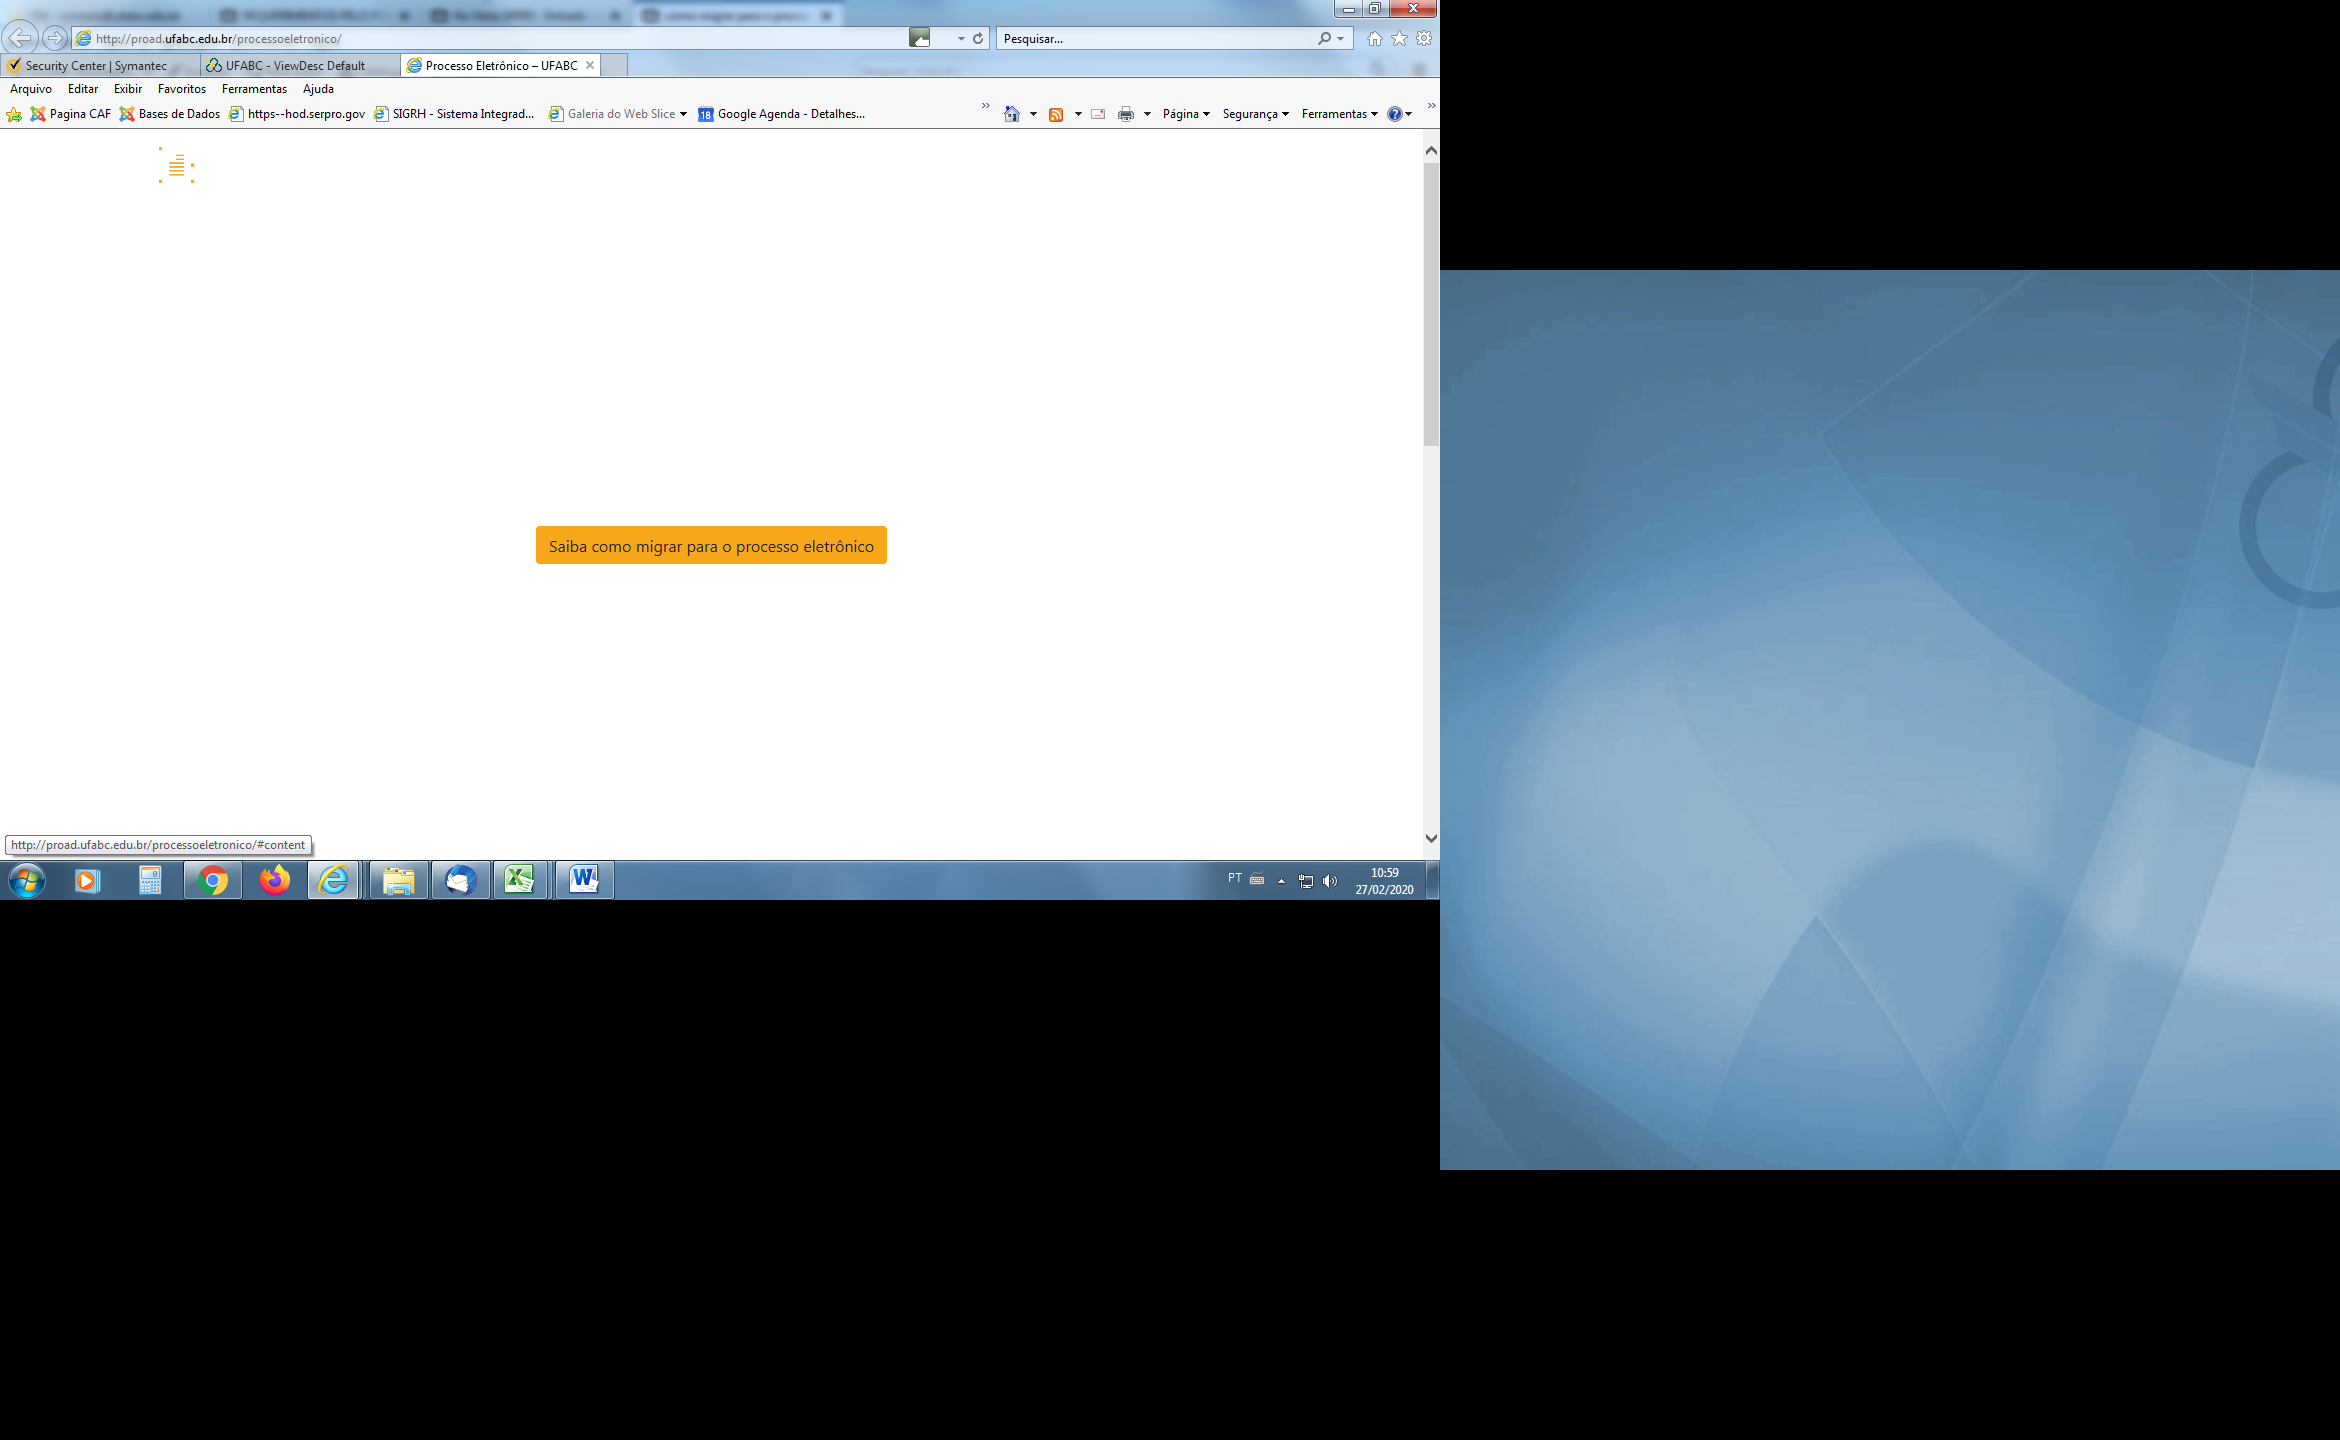 http://proad.ufabc.edu.br/processoeletronico/
Pesquisar...
Security Center | Symantec
UFABC - ViewDesc Default
Processo Eletrônico – UFABC
Arquivo Editar Exibir Favoritos Ferramentas Ajuda
Pagina CAF
Bases de Dados
https--hod.serpro.gov
SIGRH - Sistema Integrad...
Galeria do Web Slice
18
Google Agenda - Detalhes...
Página
Segurança
Ferramentas
Saiba como migrar para o processo eletrônico
http://proad.ufabc.edu.br/processoeletronico/#content
PT
10:59
27/02/2020